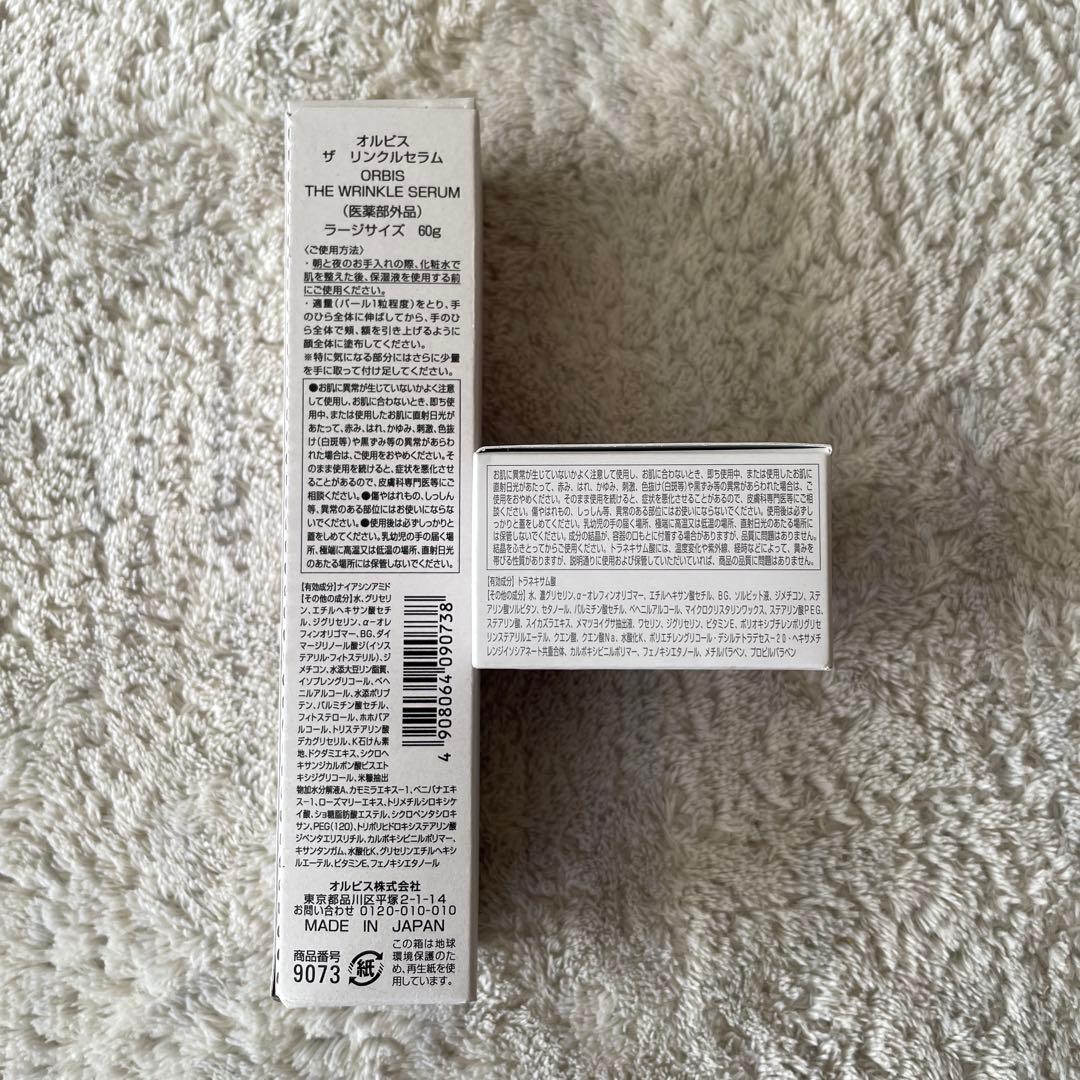 オルビス
ザ リンクルセラム
ORBIS
THE WRINKLE SERUM
(医薬部外品)
ラージサイズ 60g
〈ご使用方法〉
・朝と夜のお手入れの際、化粧水で
肌を整えた後、保湿液を使用する前
にご使用ください。
・適量(パール1粒程度)をとり、手
のひら全体に伸ばしてから、手のひ
ら全体で頬、額を引き上げるように
顔全体に塗布してください。
※特に気になる部分にはさらに少量
を手に取って付け足してください。
●お肌に異常が生じていないかよく注意
して使用し、お肌に合わないとき、即ち使
用中、または使用したお肌に直射日光が
あたって、赤み、はれ、かゆみ、刺激、色抜
け(白斑等)や黒ずみ等の異常があらわ
れた場合は、ご使用をおやめください。そ
のまま使用を続けると、症状を悪化させ
ることがあるので、皮膚科専門医等にご
相談ください。●傷やはれもの、しっしん
等、異常のある部位にはお使いにならな
いでください。●使用後は必ずしっかりと
蓋をしめてください。乳幼児の手の届く場
所、極端に高温又は低温の場所、直射日光
のあたる場所には保管しないでください。
【有効成分】ナイアシンアミド
【その他の成分】水、グリセリ
ン、エチルヘキサン酸セチ
ル、ジグリセリン、α-オレ
フィンオリゴマー、BG、ダイ
マージリノール酸ジ(イソス
テアリル・フィトステリル)、ジ
メチコン、水添大豆リン脂質、
イソプレングリコール、ベヘ
ニルアルコール、水添ポリブ
テン、パルミチン酸セチル、
フィトステロール、ホホバア
ルコール、トリステアリン酸
デカグリセリル、K石けん素
地、ドクダミエキス、シクロヘ
キサンジカルボン酸ビスエト
キシジグリコール、米糠抽出
物加水分解液A、カモミラエキス-1、ベニバナエキ
ス-1、ローズマリーエキス、トリメチルシロキシケ
イ酸、ショ糖脂肪酸エステル、シクロペンタシロキ
サン、PEG(120)、トリポリヒドロキシステアリン酸
ジペンタエリスリチル、カルボキシビニルポリマー、
キサンタンガム、水酸化K、グリセリンエチルヘキシ
ルエーテル、ビタミンE、フェノキシエタノール
4 908064 090738
オルビス株式会社
東京都品川区平塚2-1-14
お問い合わせ 0120-010-010
MADE IN JAPAN
商品番号
9073
紙
この箱は地球
環境保護のた
め、再生紙を使
用しています。
お肌に異常が生じていないかよく注意して使用し、お肌に合わないとき、即ち使用中、または使用したお肌に
直射日光があたって、赤み、はれ、かゆみ、刺激、色抜け(白斑等)や黒ずみ等の異常があらわれた場合は、ご
使用をおやめください。そのまま使用を続けると、症状を悪化させることがあるので、皮膚科専門医等にご相
談ください。傷やはれもの、しっしん等、異常のある部位にはお使いにならないでください。使用後は必ずし
っかりと蓋をしめてください。乳幼児の手の届く場所、極端に高温又は低温の場所、直射日光のあたる場所に
は保管しないでください。成分の結晶が、容器の口もとに付着する場合がありますが、品質に問題はありません。
結晶をふきとってからご使用ください。トラネキサム酸には、温度変化や紫外線、経時などによって、黄みを
帯びる性質がありますが、説明通りに使用および保管していただいていれば、商品の品質に問題はありません。
【有効成分】トラネキサム酸
【その他の成分】水、濃グリセリン、α-オレフィンオリゴマー、エチルヘキサン酸セチル、BG、ソルビット液、ジメチコン、ステ
アリン酸ソルビタン、セタノール、パルミチン酸セチル、ベヘニルアルコール、マイクロクリスタリンワックス、ステアリン酸PEG、
ステアリン酸、スイカズラエキス、メマツヨイグサ抽出液、ワセリン、ジグリセリン、ビタミンE、ポリオキシブチレンポリグリセ
リンステアリルエーテル、クエン酸、クエン酸Na、水酸化K、ポリエチレングリコール・デシルテトラデセス-20・ヘキサメチ
レンジイソシアネート共重合体、カルボキシビニルポリマー、フェノキシエタノール、メチルパラベン、プロピルパラベン